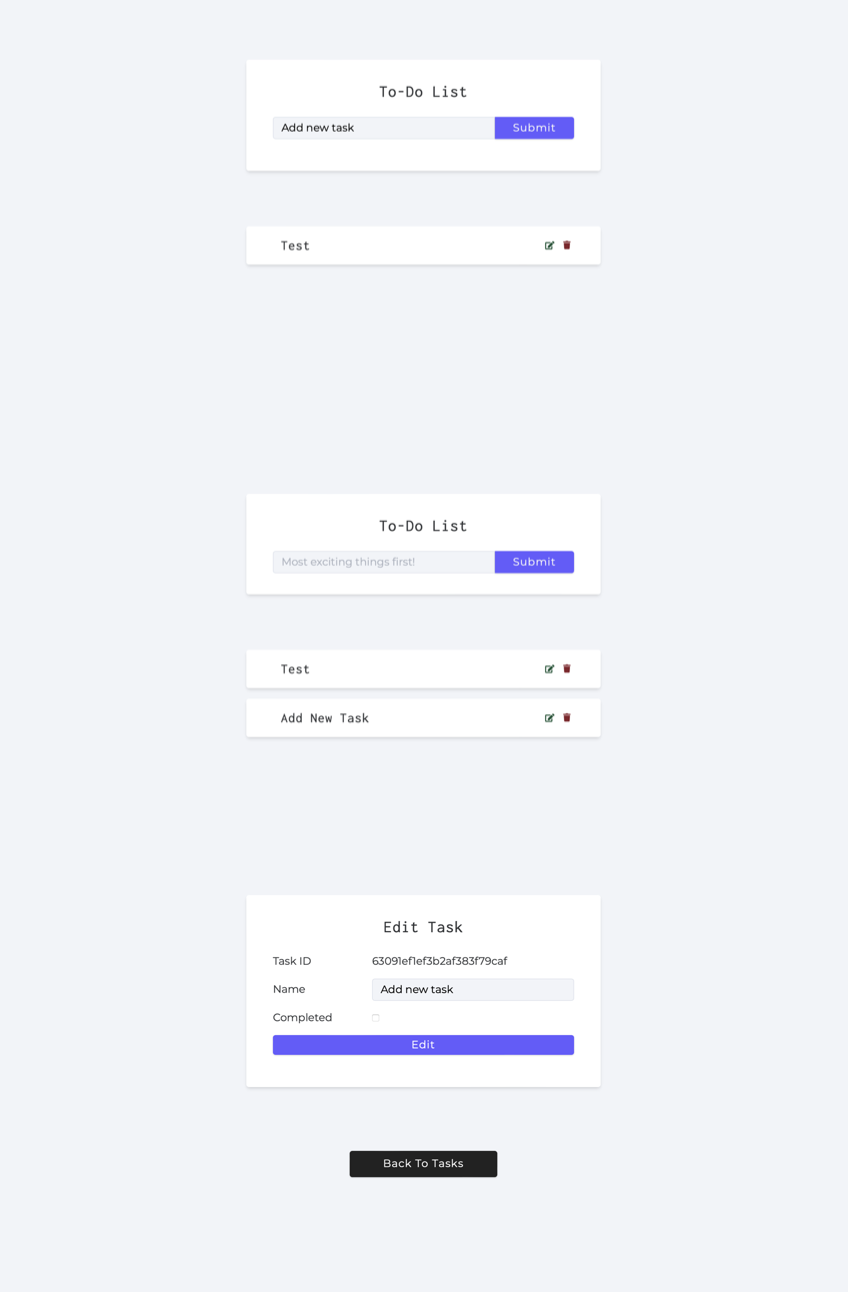 To-Do List
Add new task Submit
Test
To-Do List
Most exciting things first! Submit
Test
Add New Task
Edit Task
Task ID 63091ef1ef3b2af383f79caf
Name Add new task
Completed
Edit
Back To Tasks